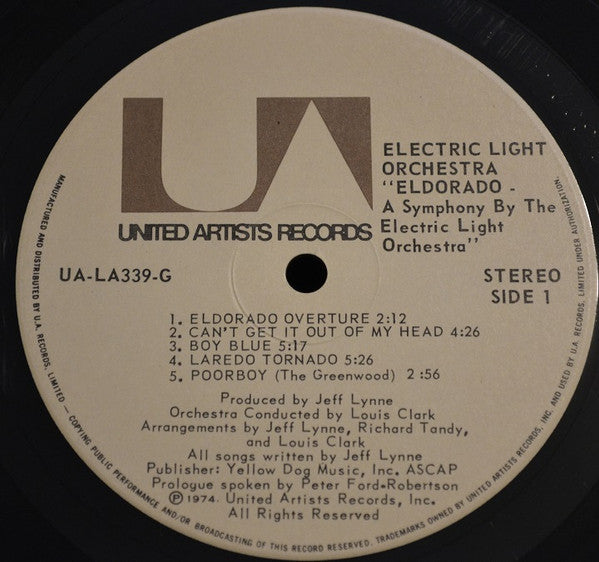 UA
UNITED ARTISTS RECORDS
ELECTRIC LIGHT
ORCHESTRA
"ELDORADO -
A Symphony By The
Electric Light
Orchestra"
UA-LA339-G
STEREO
SIDE 1
1. ELDORADO OVERTURE 2:12
2. CAN'T GET IT OUT OF MY HEAD 4:26
3. BOY BLUE 5:17
4. LAREDO TORNADO 5:26
5. POORBOY (The Greenwood) 2:56
Produced by Jeff Lynne
Orchestra Conducted by Louis Clark
Arrangements by Jeff Lynne, Richard Tandy,
and Louis Clark
All songs written by Jeff Lynne
Publisher: Yellow Dog Music, Inc. ASCAP
Prologue spoken by Peter Ford-Robertson
Ⓟ 1974. United Artists Records, Inc.
All Rights Reserved
MANUFACTURED AND DISTRIBUTED BY U.A. RECORDS, LIMITED — COPYING PUBLIC PERFORMANCE AND/OR BROADCASTING OF THIS RECORD RESERVED. TRADEMARKS OWNED BY UNITED ARTISTS RECORDS, INC. AND USED BY U.A. RECORDS, LIMITED UNDER AUTHORIZATION.